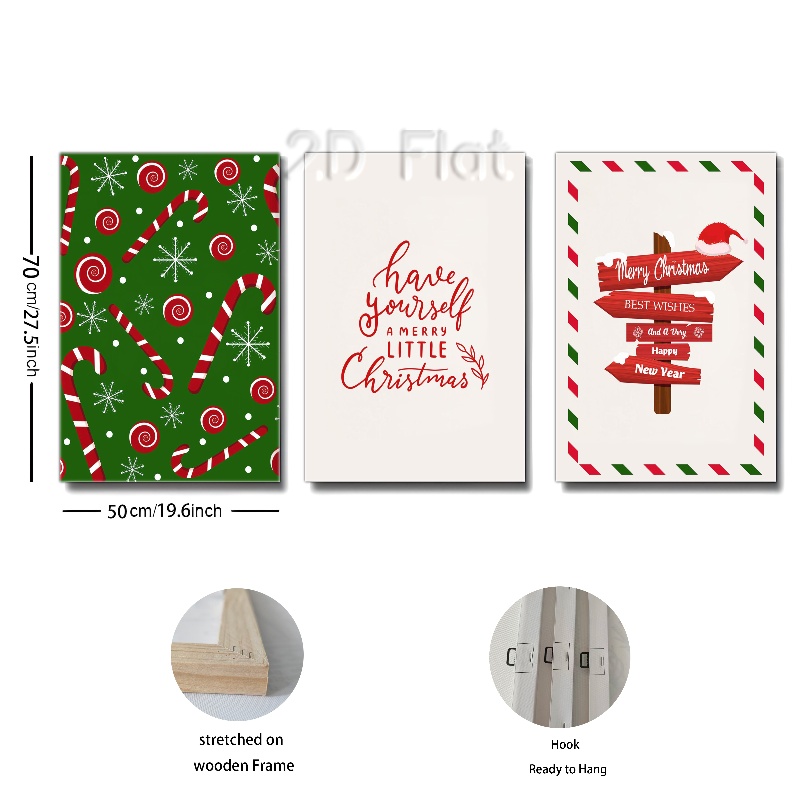 2D Flat
70cm/27.5inch
50cm/19.6inch
have
yourself
A MERRY
LITTLE
Christmas
Merry Christmas
BEST WISHES
And A Very
Happy
New Year
stretched on
wooden Frame
Hook
Ready to Hang